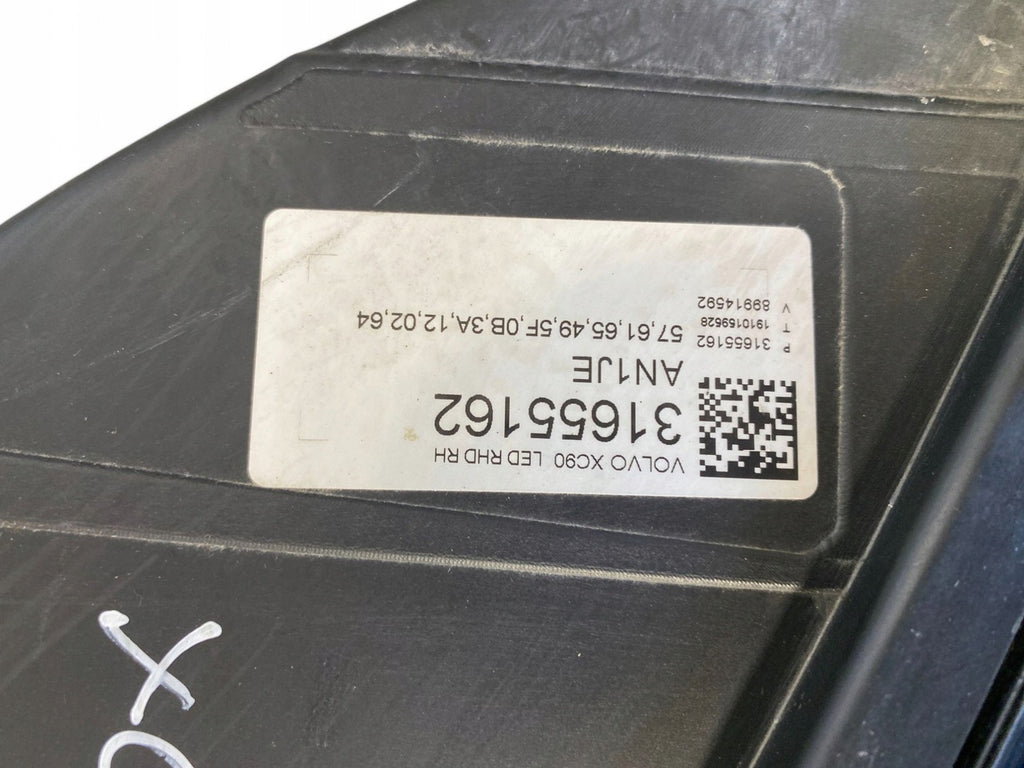 VOLVO XC90 LED RHD RH
31655162
AN1JE
57,61,65,49,5F,0B,3A,12,02,64
P 31655162
T 1910159528
V 89914592
X